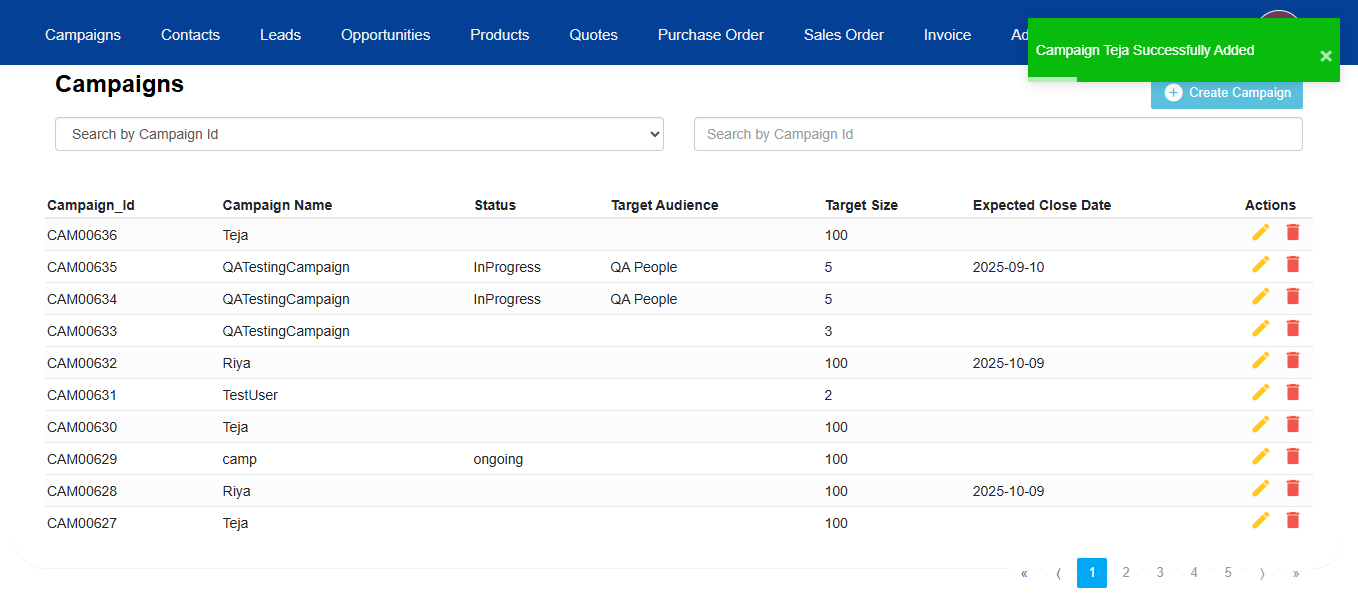 Campaigns Contacts Leads Opportunities Products Quotes Purchase Order Sales Order Invoice
Campaign Teja Successfully Added ×
Campaigns
Create Campaign
Search by Campaign Id Search by Campaign Id
Campaign_Id Campaign Name Status Target Audience Target Size Expected Close Date Actions
CAM00636 Teja 100
CAM00635 QATestingCampaign InProgress QA People 5 2025-09-10
CAM00634 QATestingCampaign InProgress QA People 5
CAM00633 QATestingCampaign 3
CAM00632 Riya 100 2025-10-09
CAM00631 TestUser 2
CAM00630 Teja 100
CAM00629 camp ongoing 100
CAM00628 Riya 100 2025-10-09
CAM00627 Teja 100
« ⟨ 1 2 3 4 5 ⟩ »